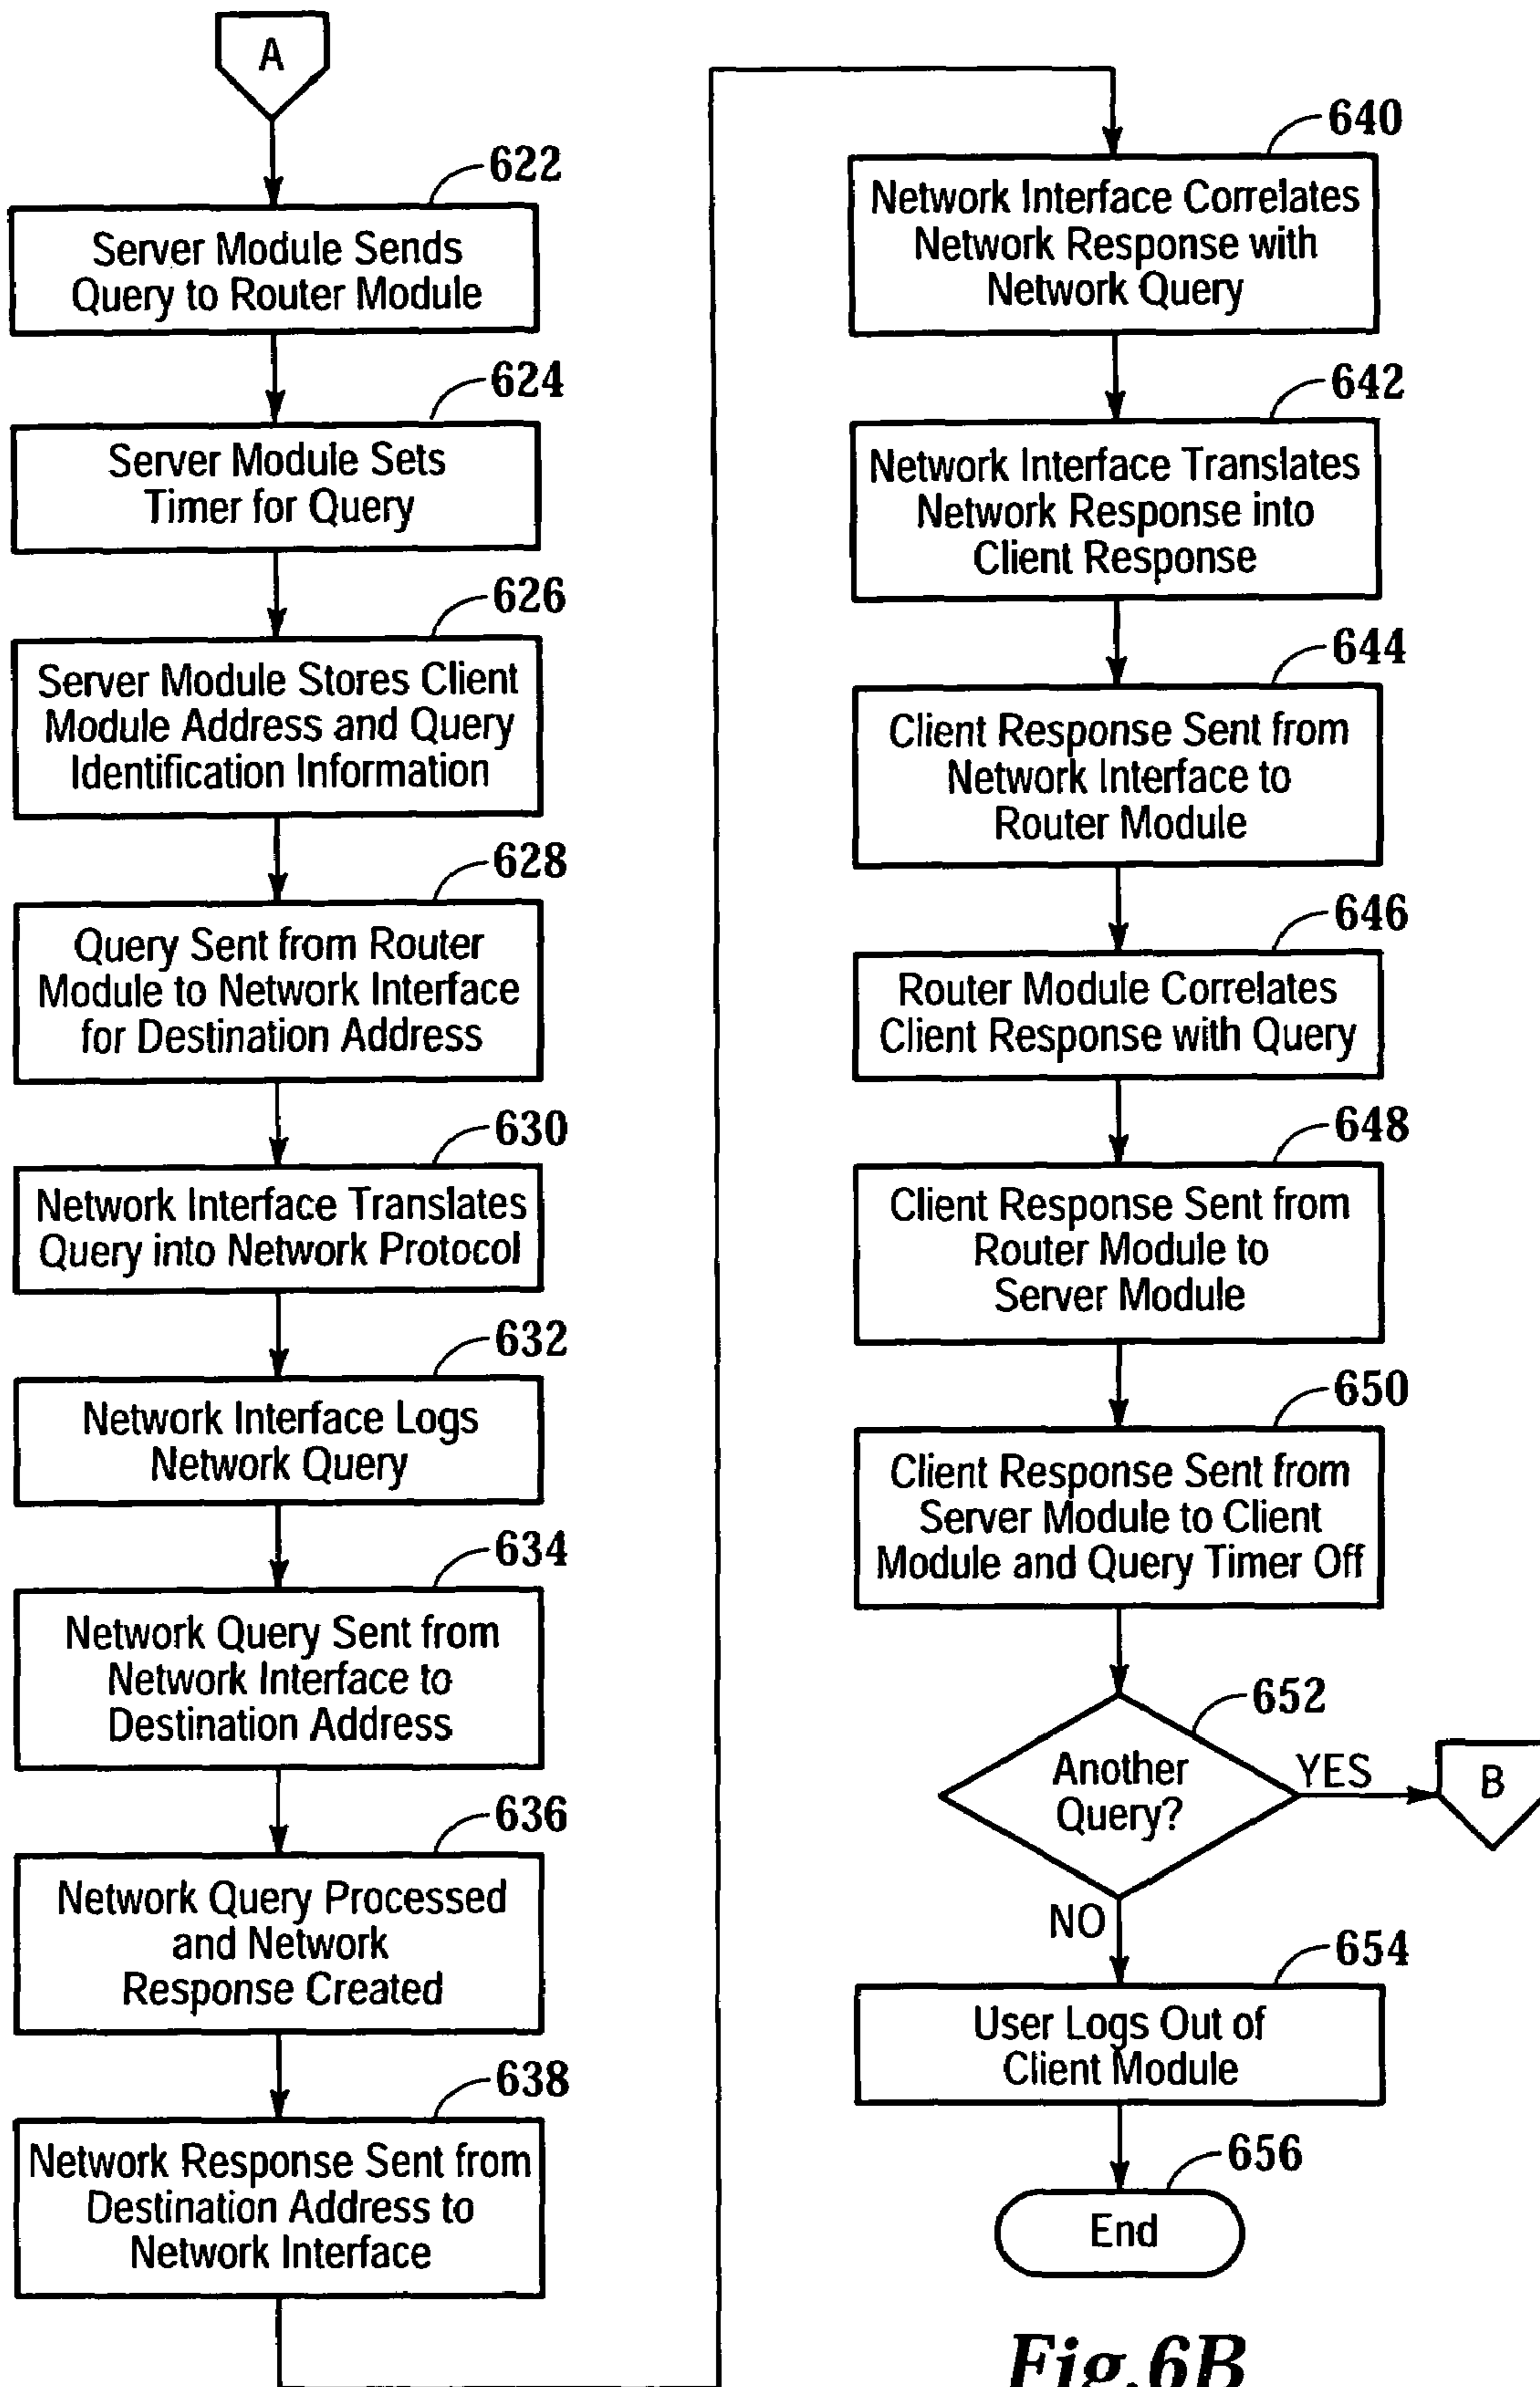 A
622
Server Module Sends
Query to Router Module
624
Server Module Sets
Timer for Query
626
Server Module Stores Client
Module Address and Query
Identification Information
628
Query Sent from Router
Module to Network Interface
for Destination Address
630
Network Interface Translates
Query into Network Protocol
632
Network Interface Logs
Network Query
634
Network Query Sent from
Network Interface to
Destination Address
636
Network Query Processed
and Network
Response Created
638
Network Response Sent from
Destination Address to
Network Interface
640
Network Interface Correlates
Network Response with
Network Query
642
Network Interface Translates
Network Response into
Client Response
644
Client Response Sent from
Network Interface to
Router Module
646
Router Module Correlates
Client Response with Query
648
Client Response Sent from
Router Module to
Server Module
650
Client Response Sent from
Server Module to Client
Module and Query Timer Off
652
Another
Query?
YES
B
NO
654
User Logs Out of
Client Module
656
End
Fig.6B